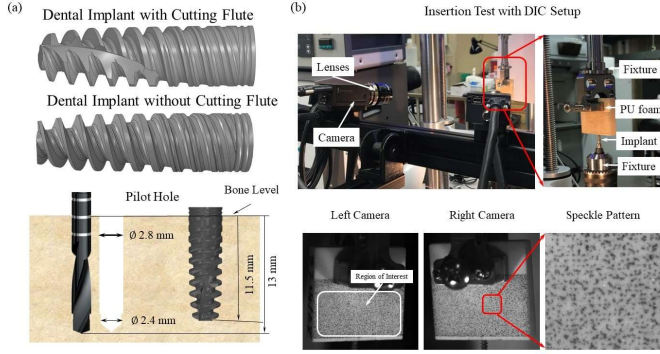 (a)
Dental Implant with Cutting Flute
Dental Implant without Cutting Flute
Pilot Hole
Bone Level
Ø 2.8 mm
Ø 2.4 mm
11.5 mm
13 mm
(b)
Insertion Test with DIC Setup
Lenses
Camera
Fixture
PU foam
Implant
Fixture
Left Camera
Right Camera
Speckle Pattern
Region of Interest